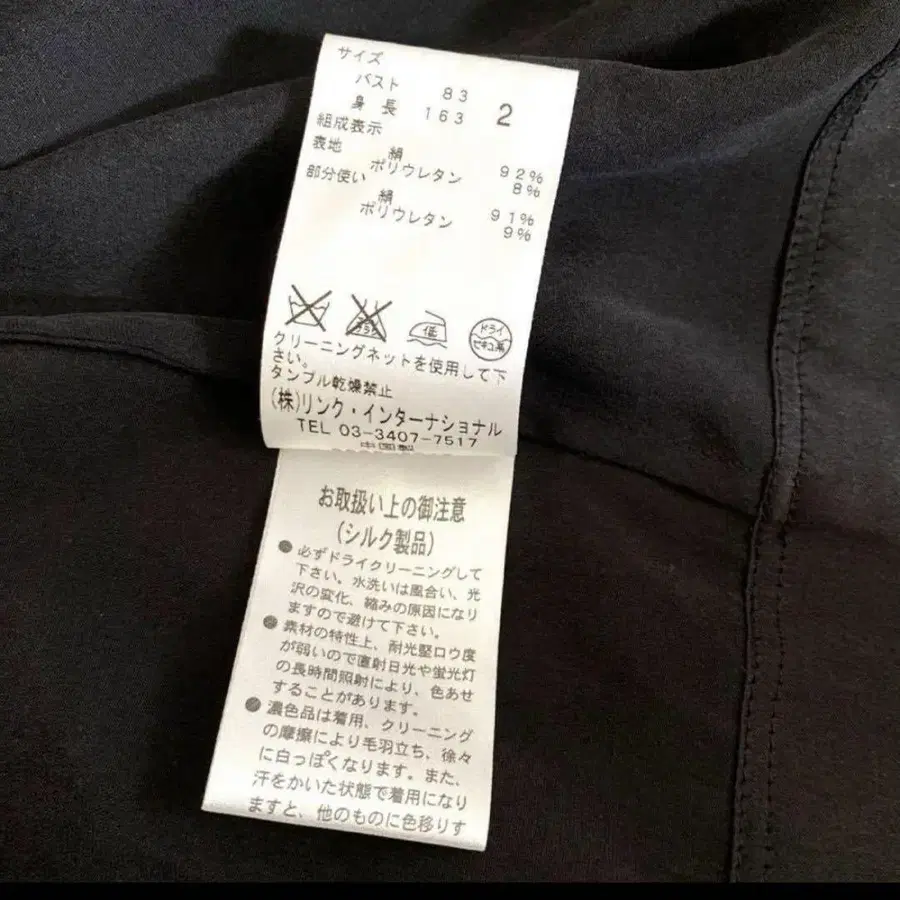 サイズ
バスト 83
身長 163 2
組成表示
表地 絹 92%
ポリウレタン 8%
部分使い 絹 91%
ポリウレタン 9%
低
ドライ
セキユ系
クリーニングネットを使用して下
さい。
タンブル乾燥禁止
(株)リンク・インターナショナル
TEL 03-3407-7517
中国製
お取扱い上の御注意
(シルク製品)
●必ずドライクリーニングして
下さい。水洗いは風合い、光
沢の変化、縮みの原因になり
ますので避けて下さい。
●素材の特性上、耐光堅ロウ度
が弱いので直射日光や蛍光灯
の長時間照射により、色あせ
することがあります。
●濃色品は着用、クリーニング
の摩擦により毛羽立ち、徐々
に白っぽくなります。また、
汗をかいた状態で着用になり
ますと、他のものに色移りす